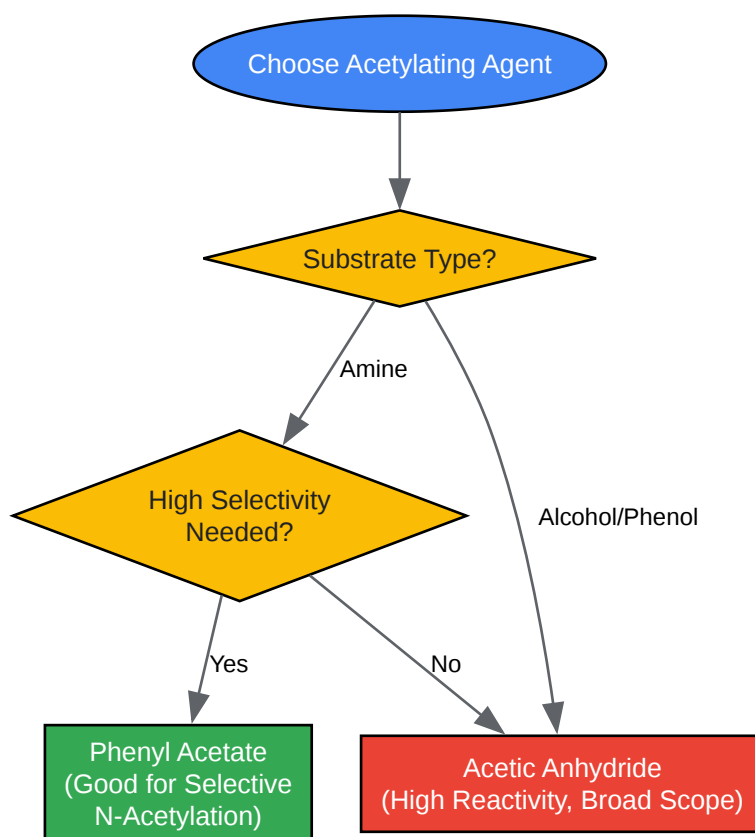 Choose Acetylating Agent
Substrate Type?
Amine
High Selectivity
Needed?
Alcohol/Phenol
Yes
No
Phenyl Acetate
(Good for Selective
N-Acetylation)
Acetic Anhydride
(High Reactivity, Broad Scope)